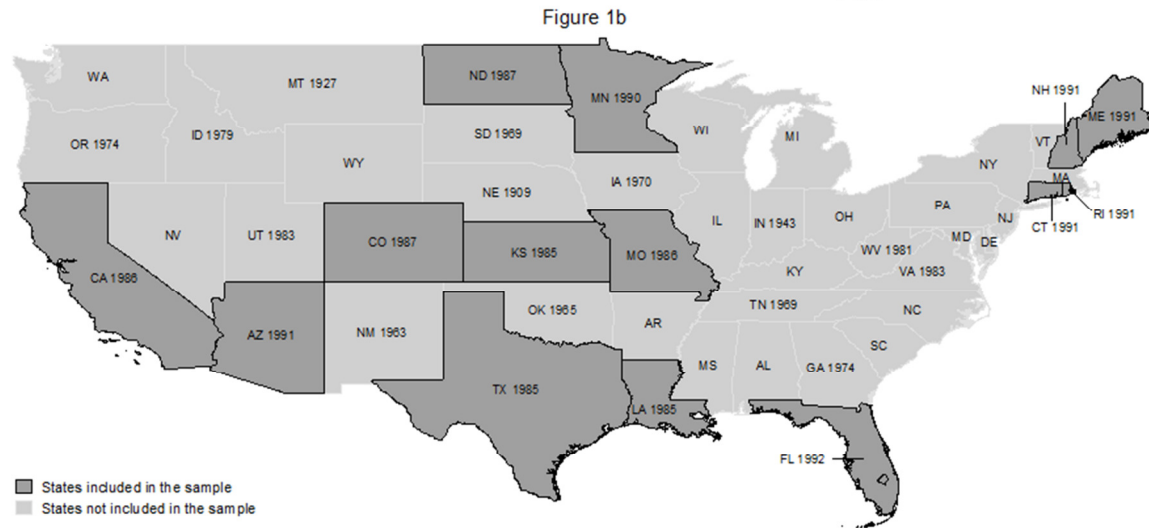 Figure 1b
WA
MT 1927
ND 1987
MN 1990
NH 1991
ME 1991
OR 1974
ID 1979
SD 1969
WI
MI
VT
NY
WY
MA
RI 1991
CT 1991
NE 1909
IA 1970
PA
NJ
NV
UT 1983
CO 1987
KS 1985
MO 1986
IL
IN 1943
OH
MD
DE
WV 1981
VA 1983
CA 1986
KY
AZ 1991
NM 1963
OK 1965
AR
TN 1969
NC
SC
TX 1985
LA 1985
MS
AL
GA 1974
FL 1992
States included in the sample
States not included in the sample